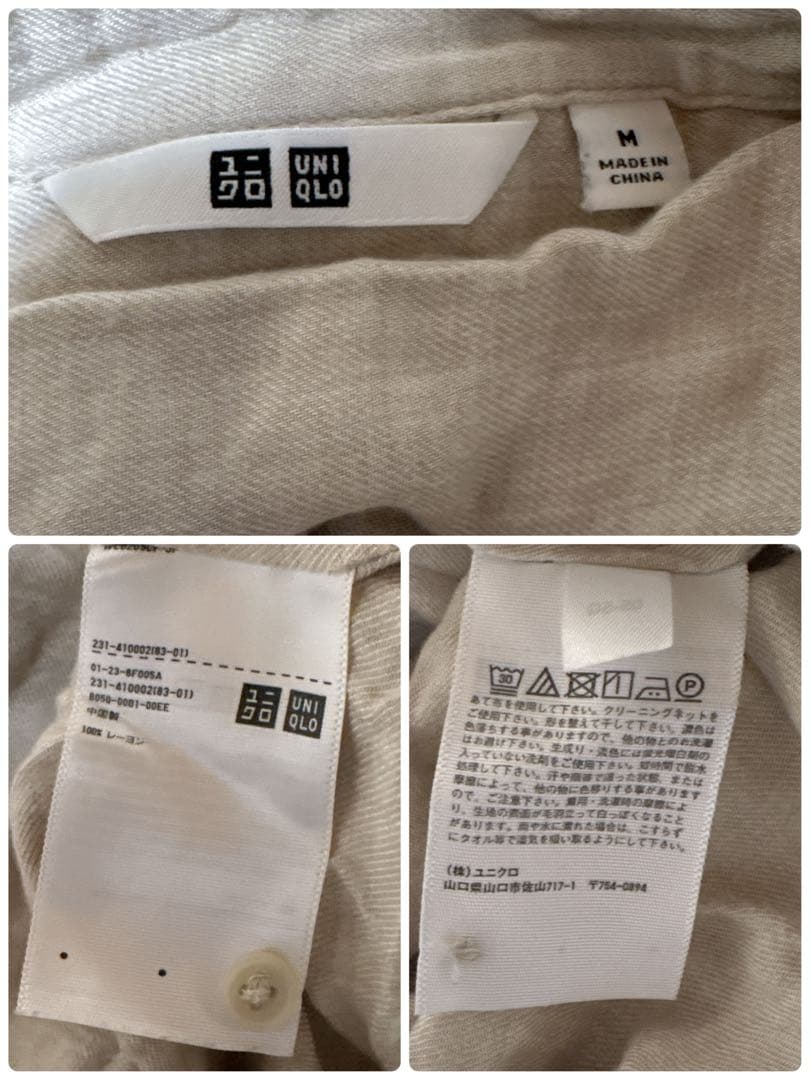 ユニクロ
UNI
QLO
M
MADE IN
CHINA
231-410002(83-01)
01-23-BF005A
231-410002(83-01)
8050-0001-00EE
中国製
100% レーヨン
ユニクロ
UNI
QLO
30
P
あて布を使用して下さい。クリーニングネットを
ご使用下さい。形を整えて干して下さい。濃色は
色落ちする事がありますので、他の物とのお洗濯
はお避け下さい。生成り・淡色には蛍光増白剤の
入っていない洗剤をご使用下さい。短時間で脱水
処理して下さい。汗や雨等で湿った状態、または
摩擦によって、他の物に色移りする事があります
ので、ご注意下さい。着用・洗濯時の摩擦によ
り、生地の表面が毛羽立って白っぽくなること
があります。雨や水に濡れた場合は、こすらず
にタオル等で湿気を吸い取るようにして下さい。
(株)ユニクロ
山口県山口市佐山717-1 〒754-0894